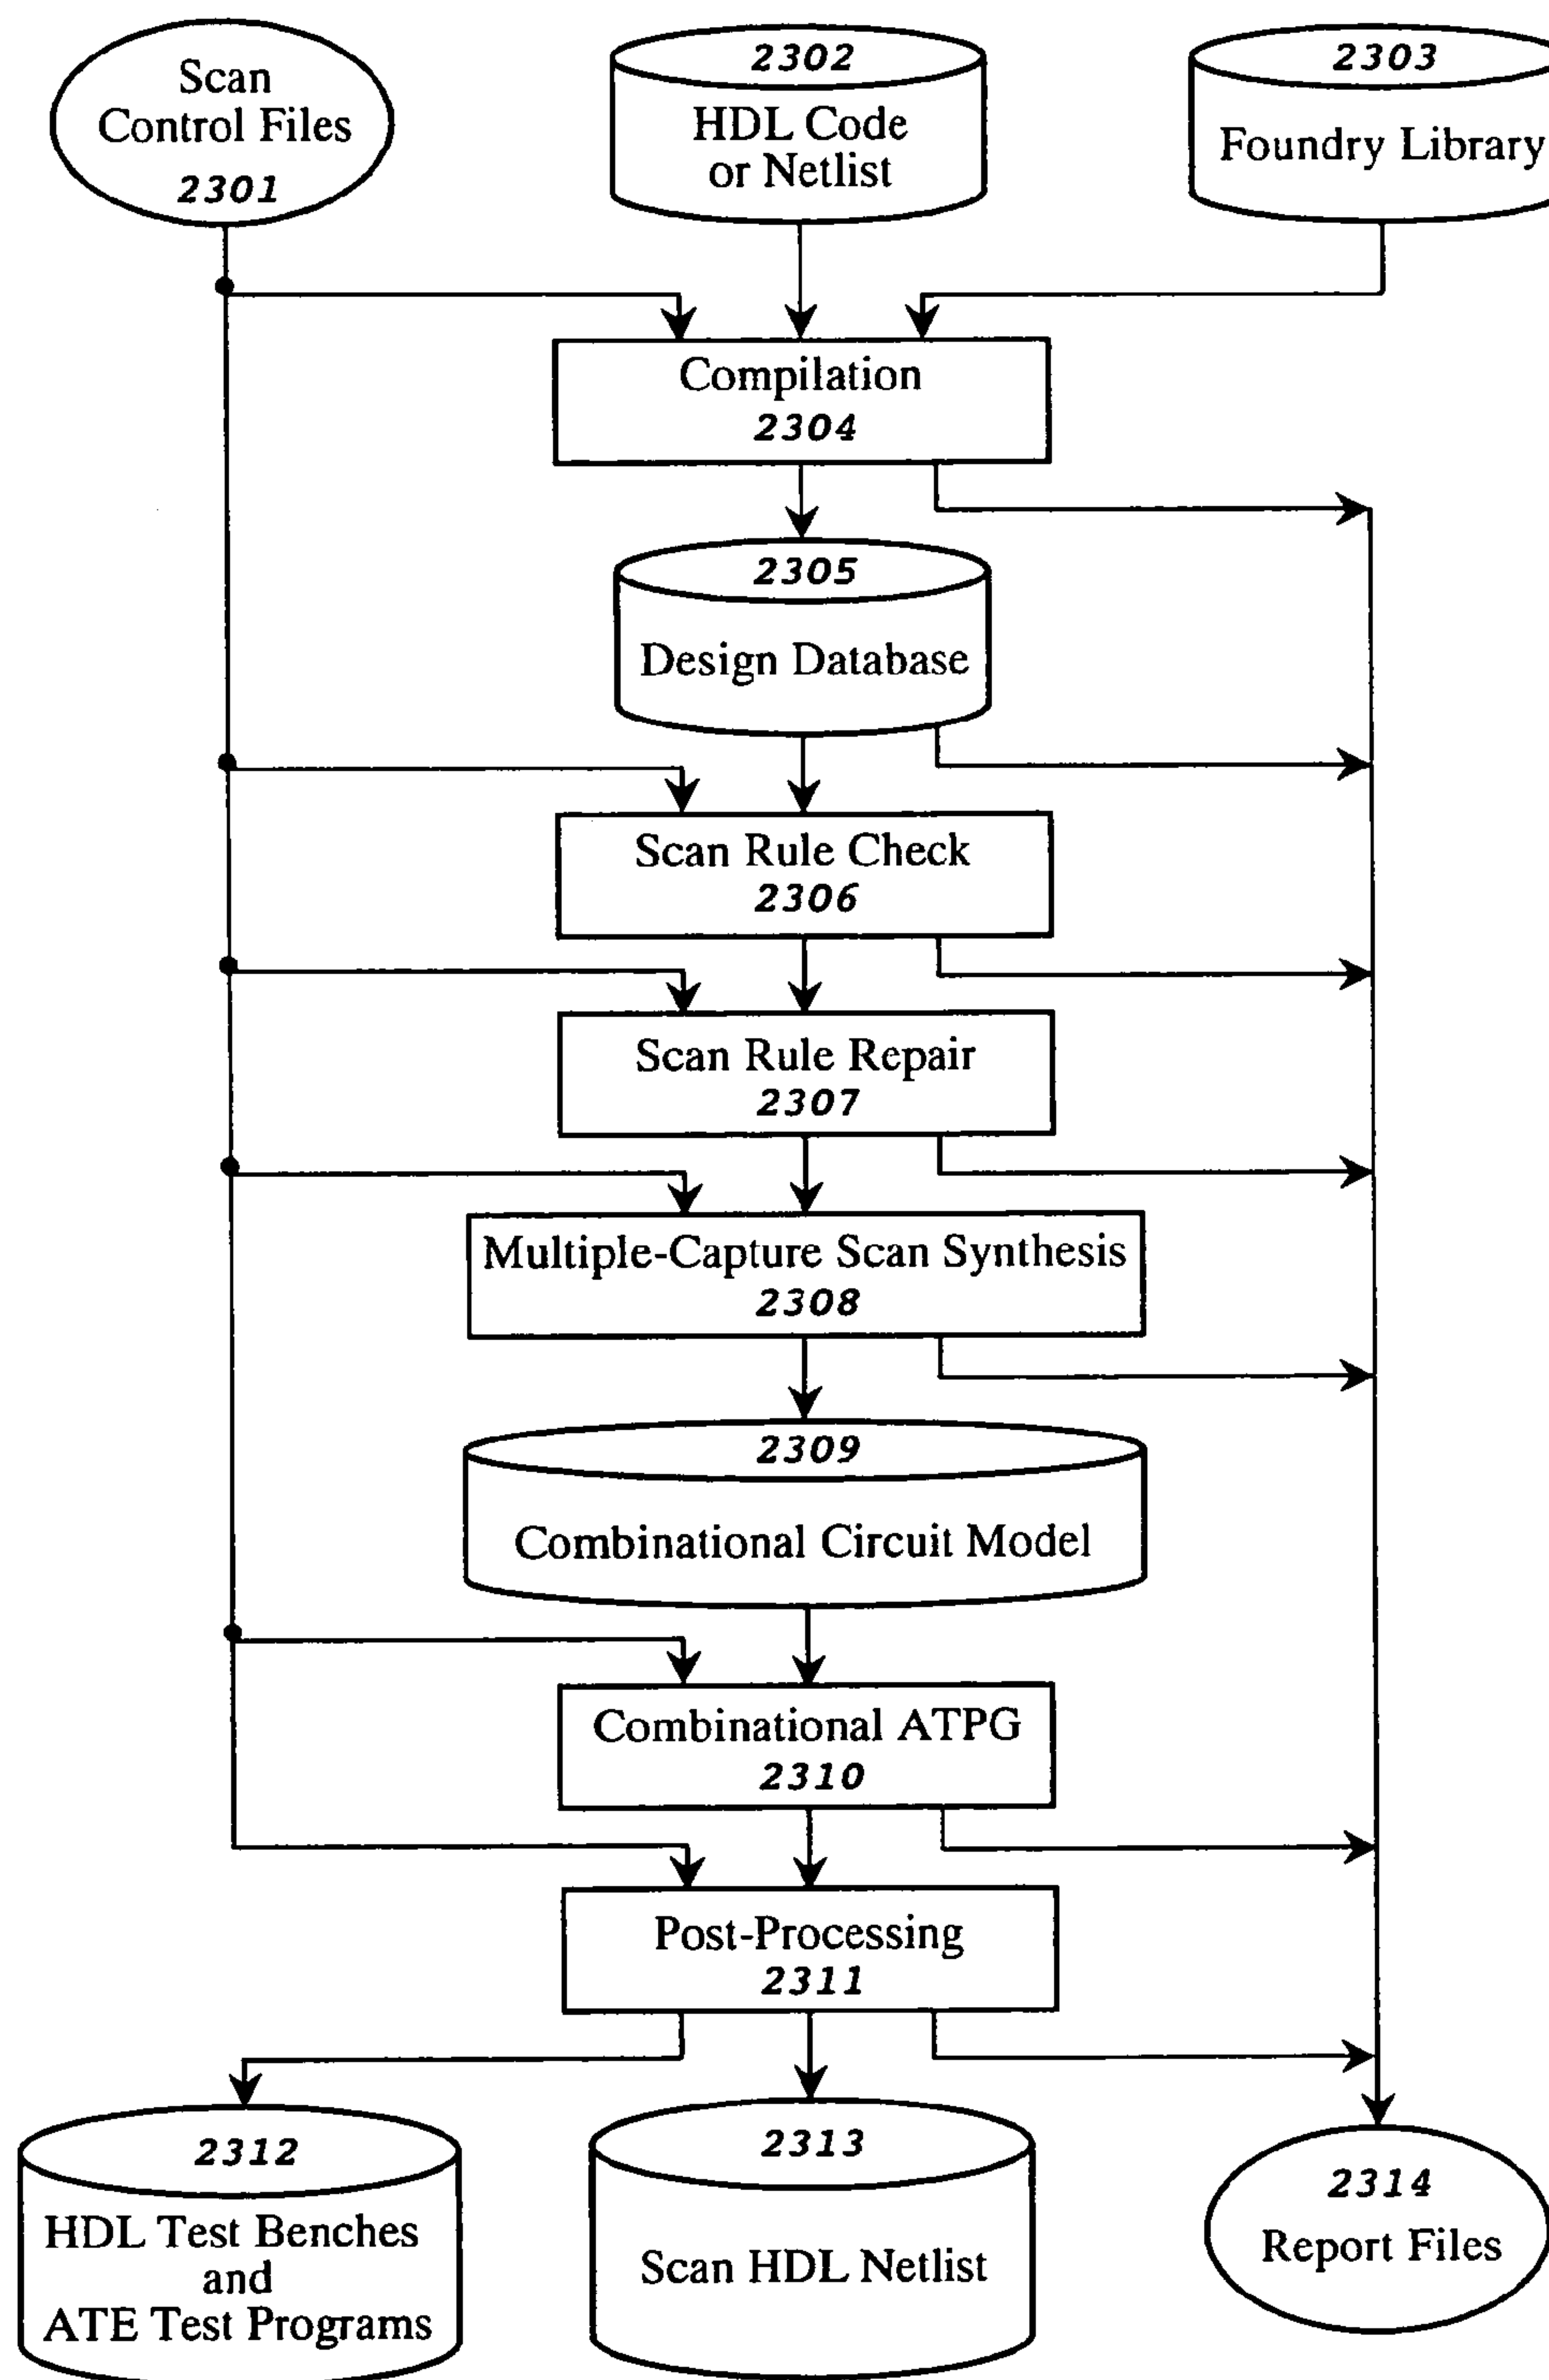 Scan
Control Files
2301
2302
HDL Code
or Netlist
2303
Foundry Library
Compilation
2304
2305
Design Database
Scan Rule Check
2306
Scan Rule Repair
2307
Multiple-Capture Scan Synthesis
2308
2309
Combinational Circuit Model
Combinational ATPG
2310
Post-Processing
2311
2312
HDL Test Benches
and
ATE Test Programs
2313
Scan HDL Netlist
2314
Report Files